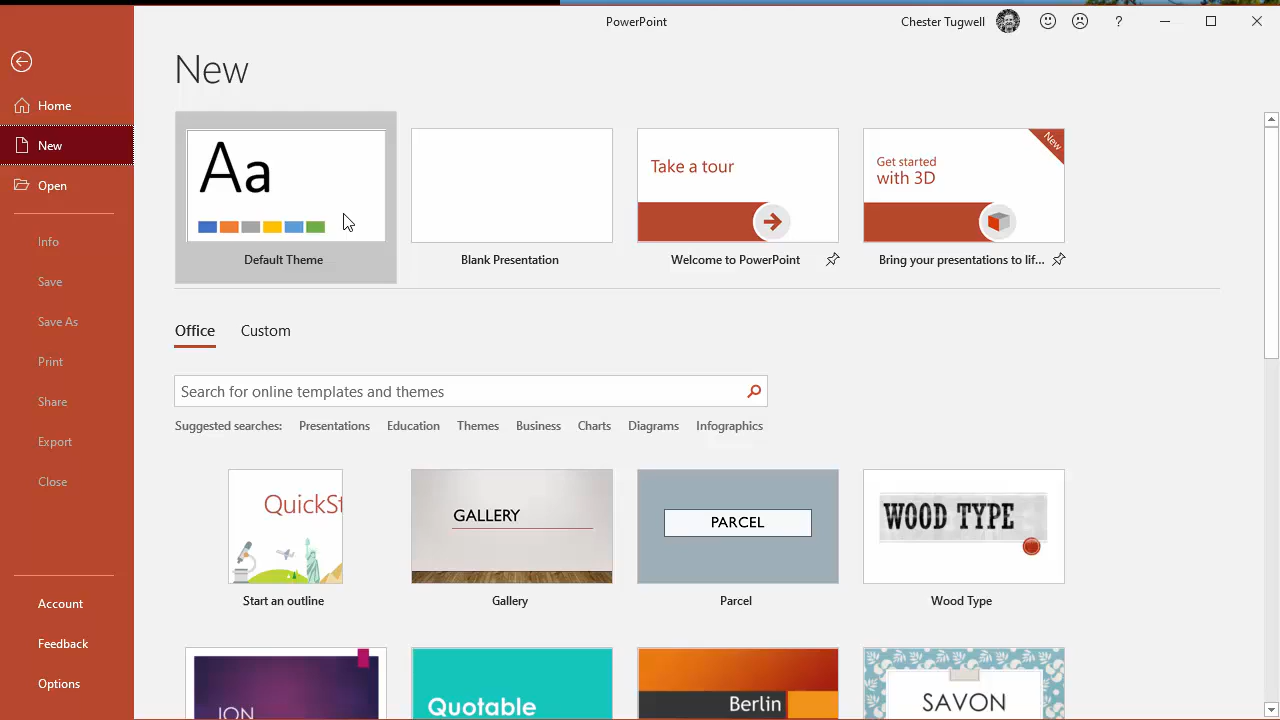 PowerPoint
Chester Tugwell
?
New
Home
New
Open
Info
Save
Save As
Print
Share
Export
Close
Account
Feedback
Options
Aa
Take a tour
Get started
with 3D
New
Default Theme
Blank Presentation
Welcome to PowerPoint
Bring your presentations to lif...
Office
Custom
Search for online templates and themes
Suggested searches:
Presentations
Education
Themes
Business
Charts
Diagrams
Infographics
QuickSt
GALLERY
PARCEL
WOOD TYPE
Start an outline
Gallery
Parcel
Wood Type
ION
Quotable
Berlin
SAVON